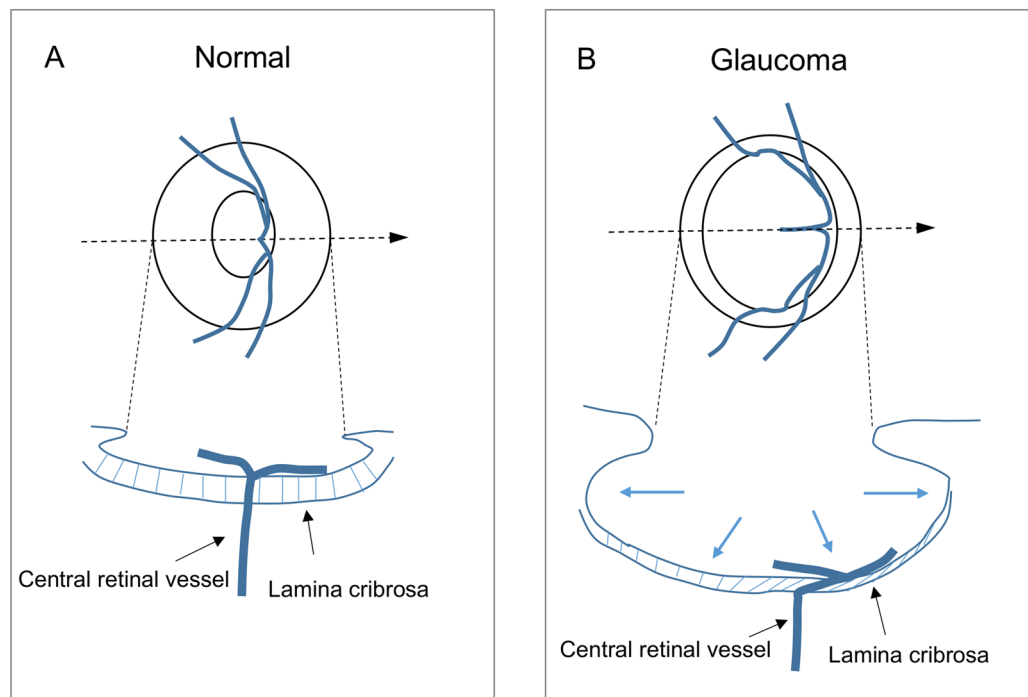 A
Normal
Central retinal vessel
Lamina cribrosa
B
Glaucoma
Central retinal vessel
Lamina cribrosa